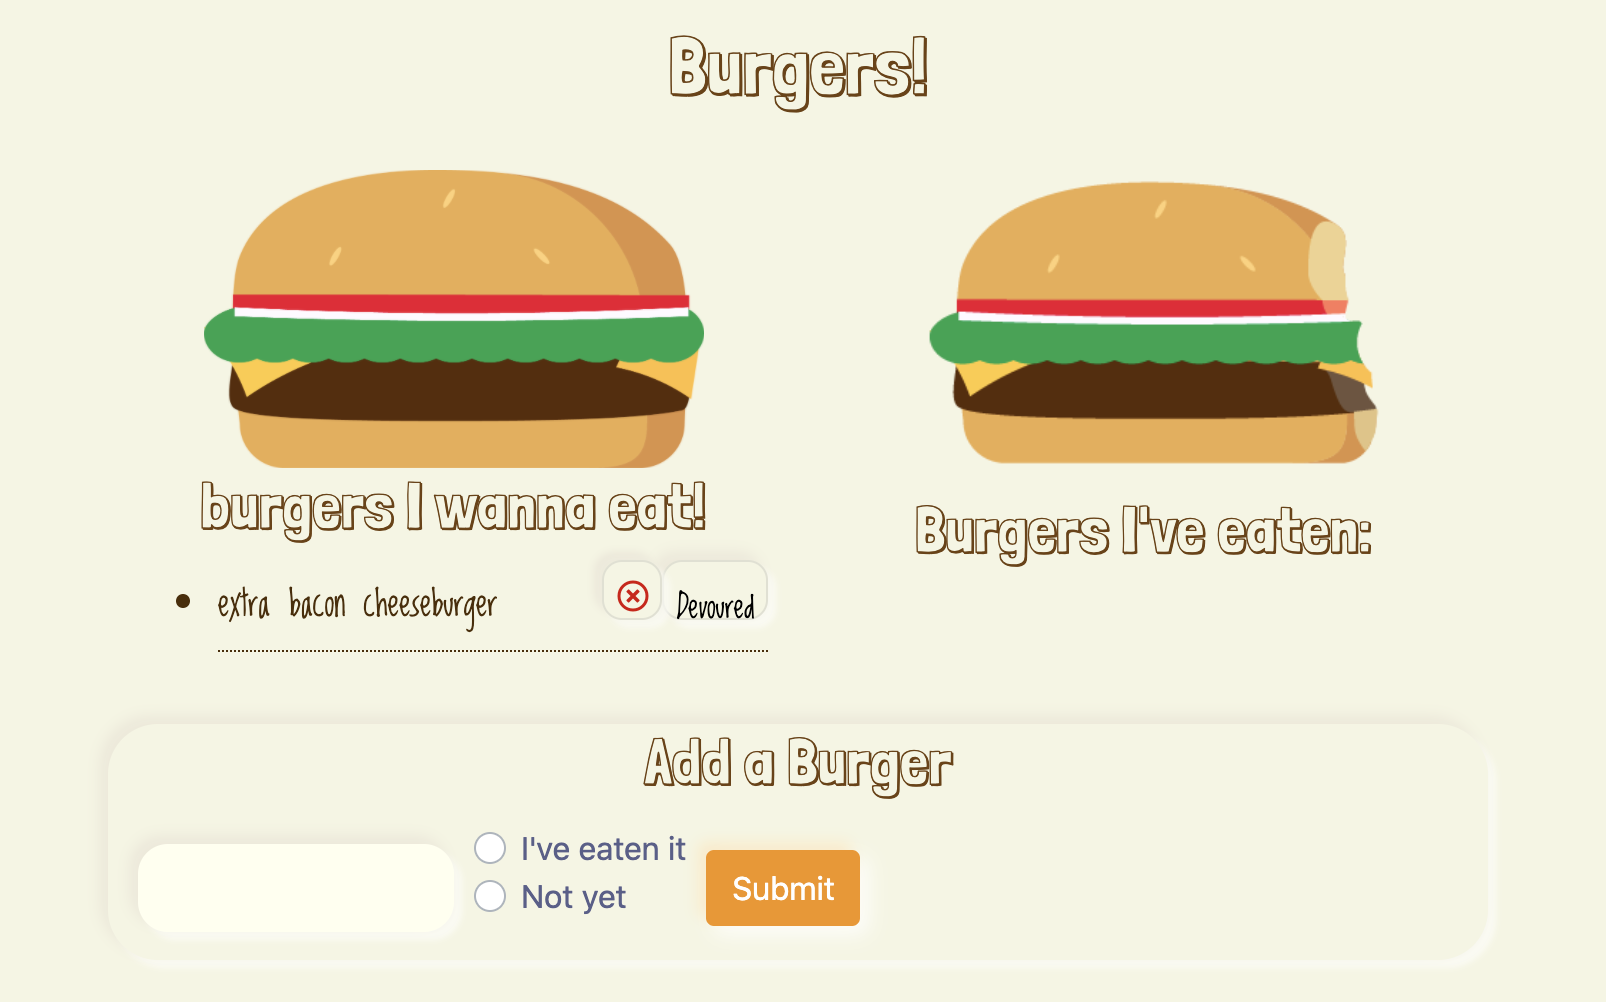 Burgers!
burgers I wanna eat!
extra bacon cheeseburger
Devoured
Burgers I've eaten:
Add a Burger
I've eaten it
Not yet
Submit